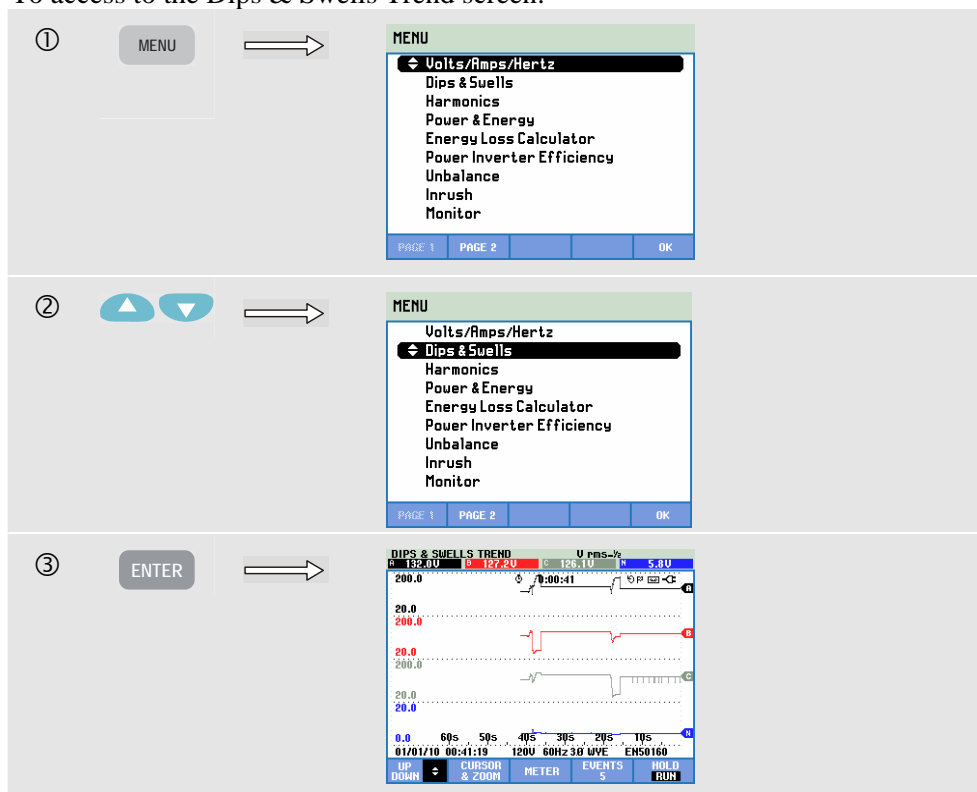 To access to the Dips & Swells Trend screen:
①
MENU
MENU
Volts/Amps/Hertz
Dips & Swells
Harmonics
Power & Energy
Energy Loss Calculator
Power Inverter Efficiency
Unbalance
Inrush
Monitor
PAGE 1 PAGE 2 OK
②
MENU
Volts/Amps/Hertz
Dips & Swells
Harmonics
Power & Energy
Energy Loss Calculator
Power Inverter Efficiency
Unbalance
Inrush
Monitor
PAGE 1 PAGE 2 OK
③
ENTER
DIPS & SWELLS TREND V rms-½
A 132.0V B 127.2V C 126.1V N 5.8V
200.0 0:00:41
A
20.0
200.0
B
20.0
200.0
C
20.0
20.0
N
0.0 60s 50s 40s 30s 20s 10s
01/01/10 00:41:19 120V 60Hz 3Ø WYE EN50160
UP DOWN CURSOR & ZOOM METER EVENTS 5 HOLD RUN